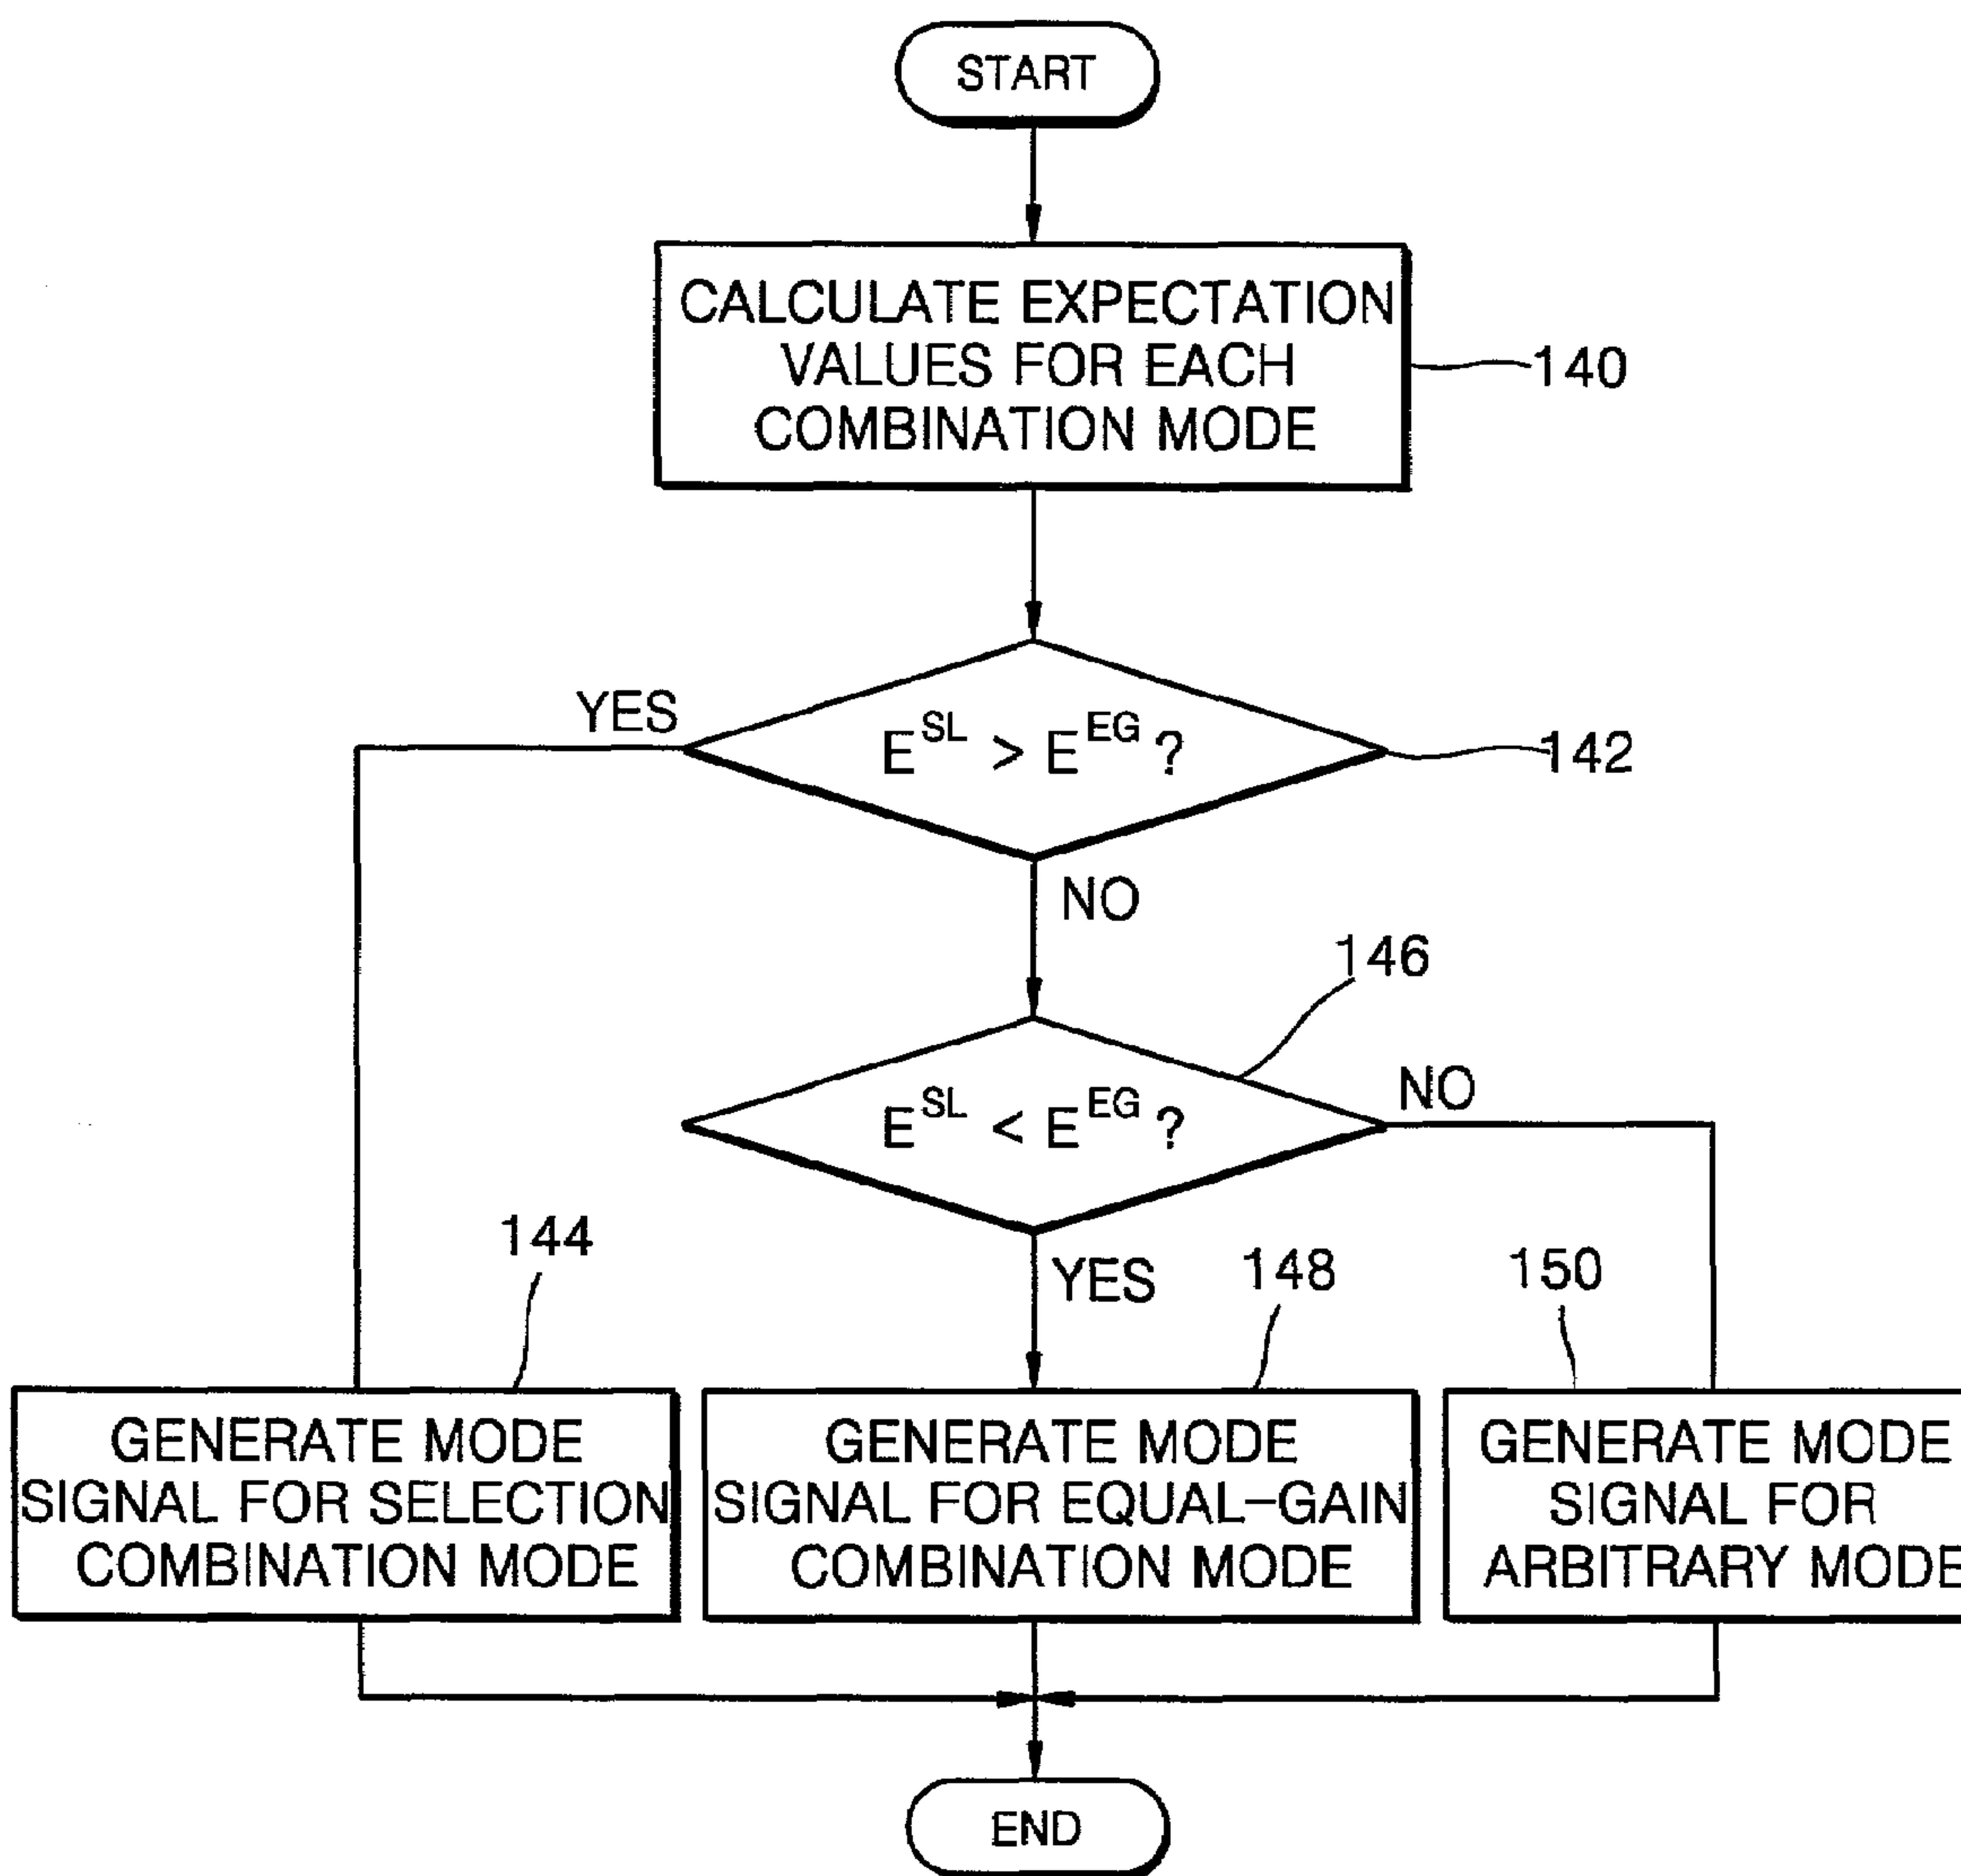 START
CALCULATE EXPECTATION
VALUES FOR EACH
COMBINATION MODE
140
YES
E^SL > E^EG ?
142
NO
146
E^SL < E^EG ?
NO
144
YES
148
150
GENERATE MODE
SIGNAL FOR SELECTION
COMBINATION MODE
GENERATE MODE
SIGNAL FOR EQUAL-GAIN
COMBINATION MODE
GENERATE MODE
SIGNAL FOR
ARBITRARY MODE
END